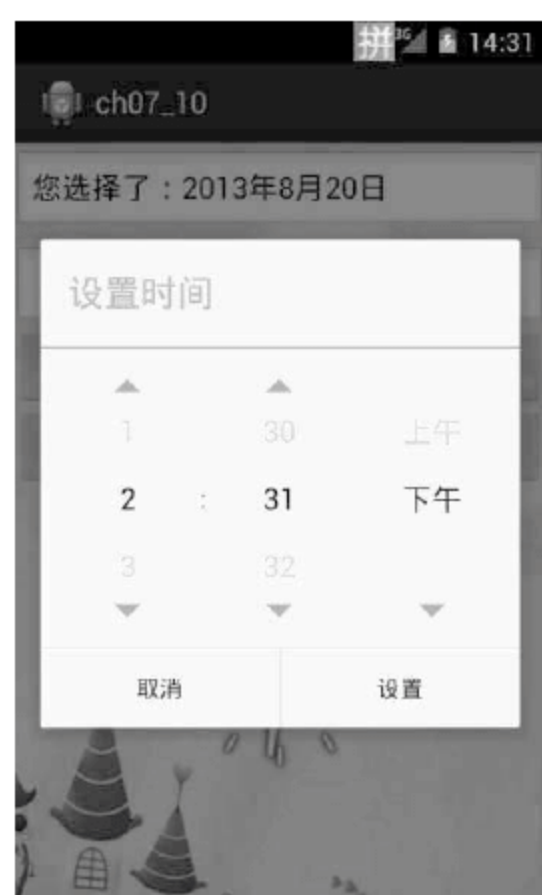 拼 3G 14:31
ch07_10
您选择了：2013年8月20日
设置时间
1 30 上午
2 : 31 下午
3 32
取消 设置